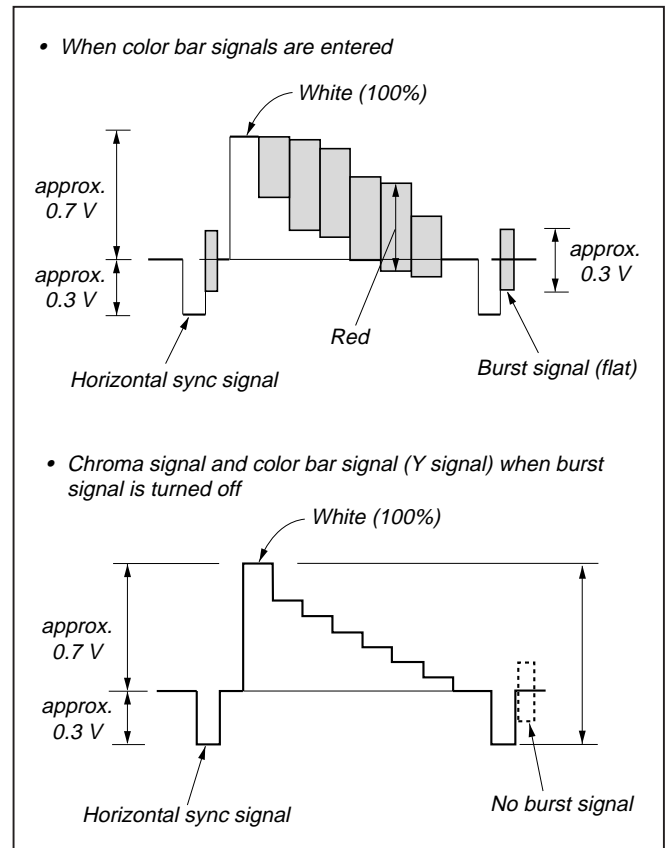 • When color bar signals are entered
White (100%)
approx.
0.7 V
approx.
0.3 V
approx.
0.3 V
Red
Horizontal sync signal
Burst signal (flat)
• Chroma signal and color bar signal (Y signal) when burst
signal is turned off
White (100%)
approx.
0.7 V
approx.
0.3 V
Horizontal sync signal
No burst signal